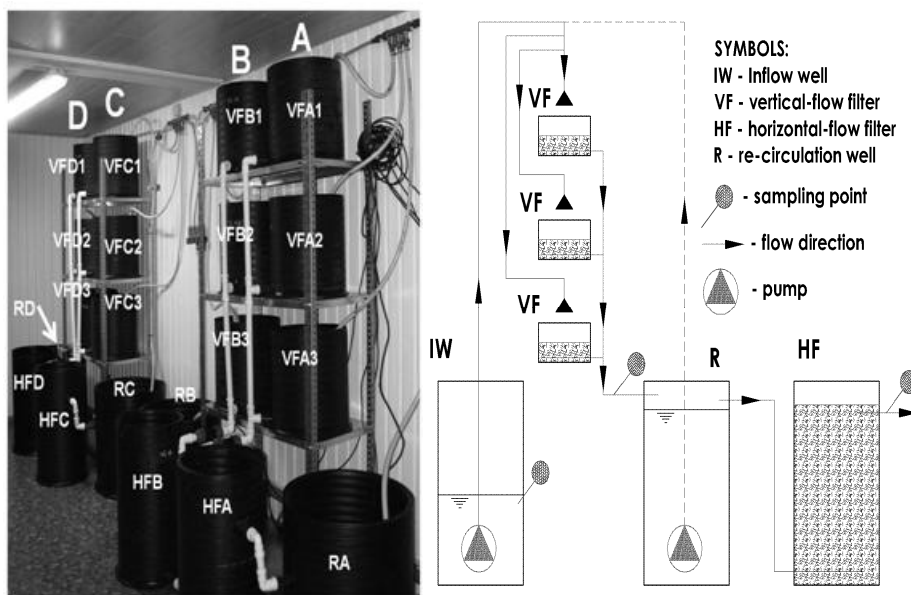 A
B
C
D
VFA1
VFB1
VFC1
VFD1
VFA2
VFB2
VFC2
VFD2
VFA3
VFB3
VFC3
VFD3
RD
HFD
HFC
RC
RB
HFB
HFA
RA
VF
VF
VF
IW
R
HF
SYMBOLS:
IW - Inflow well
VF - vertical-flow filter
HF - horizontal-flow filter
R - re-circulation well
- sampling point
- flow direction
- pump